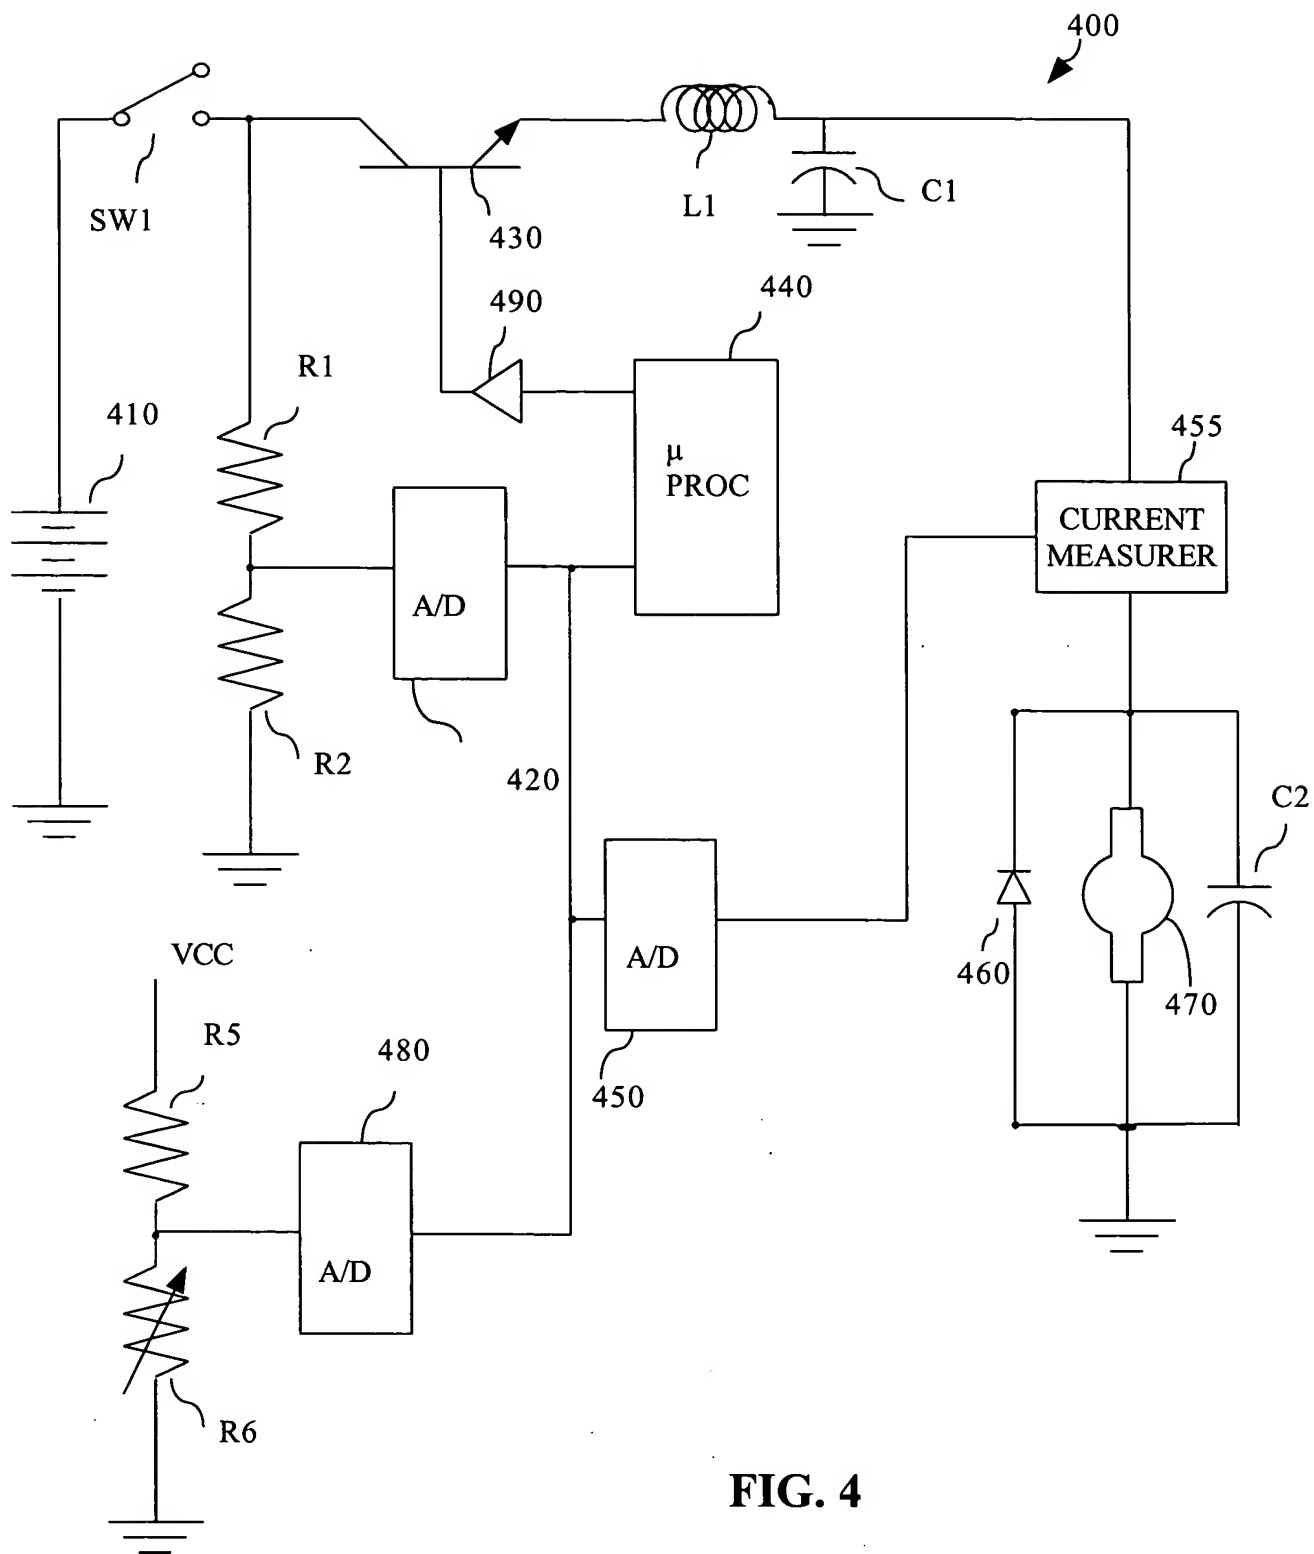 400
SW1
L1
C1
430
490
440
R1
410
455
μ
PROC
CURRENT
MEASURER
A/D
R2
420
C2
A/D
460
470
VCC
R5
480
450
A/D
R6
FIG. 4